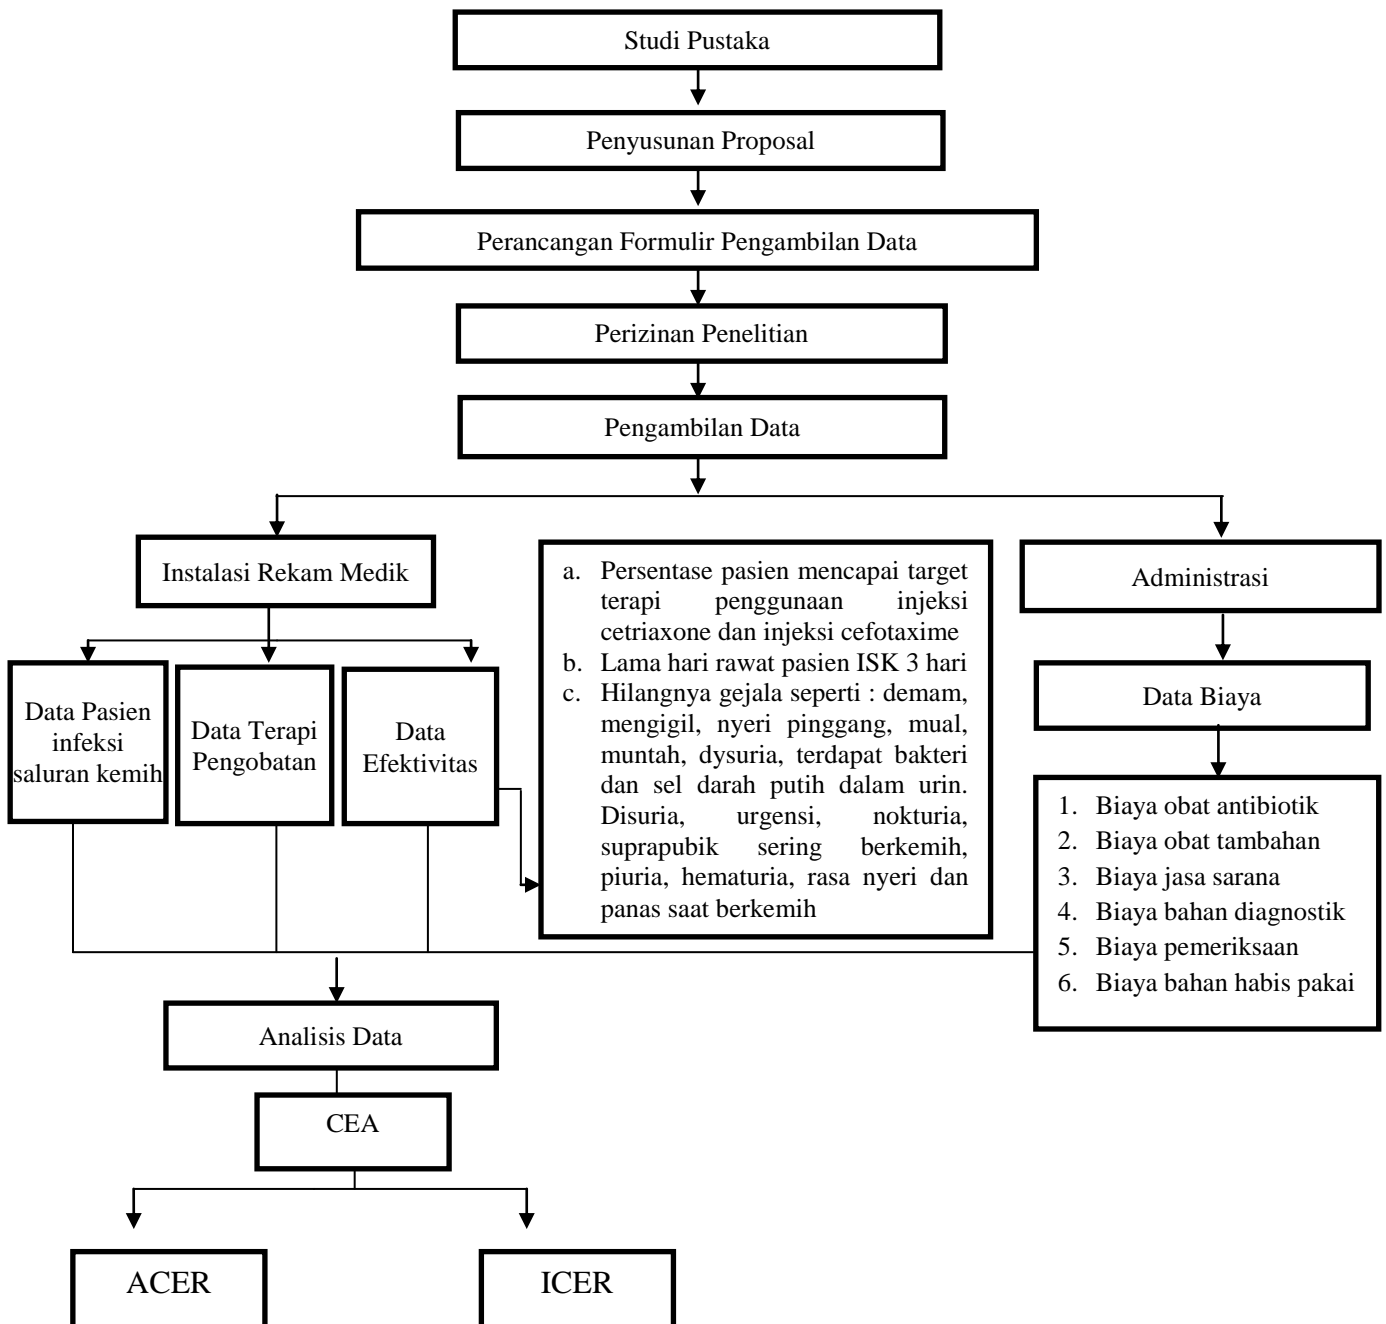 Studi Pustaka
Penyusunan Proposal
Perancangan Formulir Pengambilan Data
Perizinan Penelitian
Pengambilan Data
Instalasi Rekam Medik
Data Pasien
infeksi
saluran kemih
Data Terapi
Pengobatan
Data
Efektivitas
a. Persentase pasien mencapai target
terapi penggunaan injeksi
cetriaxone dan injeksi cefotaxime
b. Lama hari rawat pasien ISK 3 hari
c. Hilangnya gejala seperti : demam,
mengigil, nyeri pinggang, mual,
muntah, dysuria, terdapat bakteri
dan sel darah putih dalam urin.
Disuria, urgensi, nokturia,
suprapubik sering berkemih,
piuria, hematuria, rasa nyeri dan
panas saat berkemih
Administrasi
Data Biaya
1. Biaya obat antibiotik
2. Biaya obat tambahan
3. Biaya jasa sarana
4. Biaya bahan diagnostik
5. Biaya pemeriksaan
6. Biaya bahan habis pakai
Analisis Data
CEA
ACER
ICER